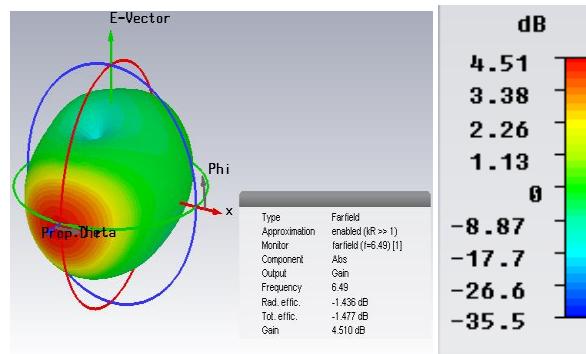 E-Vector
Phi
x
Type Farfield
Approximation enabled (kR >> 1)
Monitor farfield (f=6.49) [1]
Component Abs
Output Gain
Frequency 6.49
Rad. effic. -1.436 dB
Tot. effic. -1.477 dB
Gain 4.510 dB
dB
4.51
3.38
2.26
1.13
0
-8.87
-17.7
-26.6
-35.5